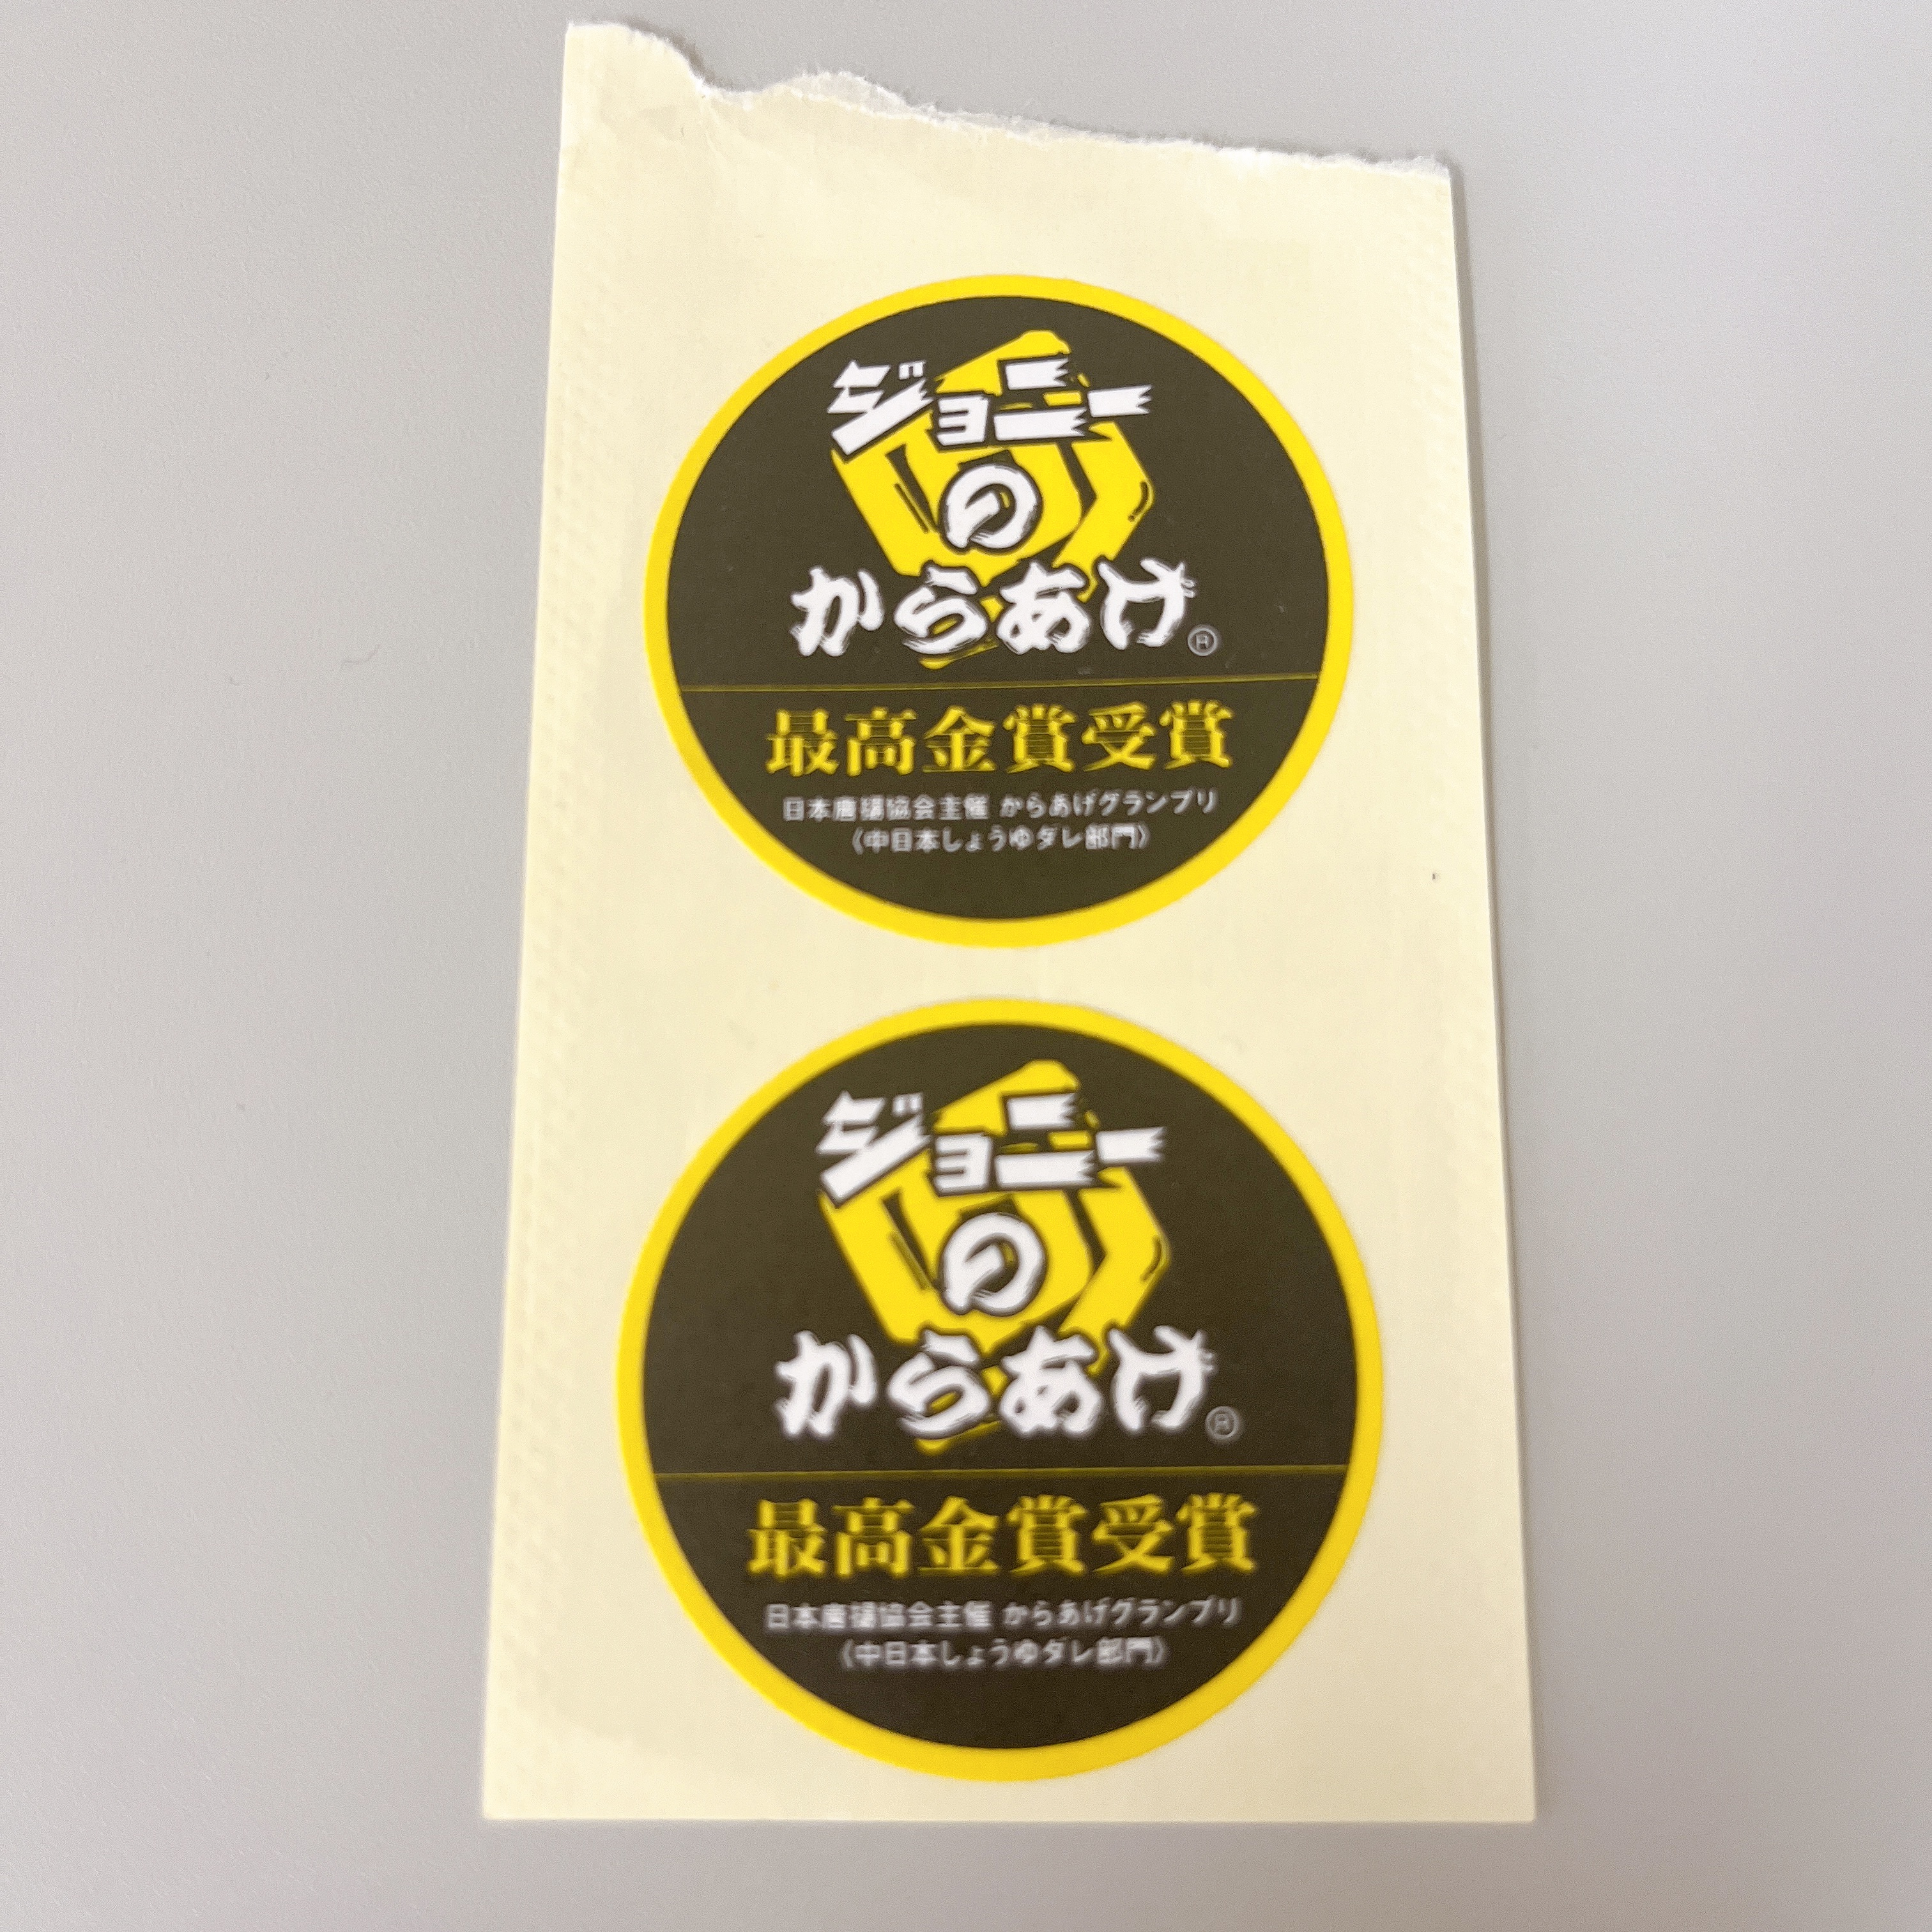 ジョニー
の
からあげ®
最高金賞受賞
日本唐揚協会主催 からあげグランプリ
〈中日本しょうゆダレ部門〉
ジョニー
の
からあげ®
最高金賞受賞
日本唐揚協会主催 からあげグランプリ
〈中日本しょうゆダレ部門〉